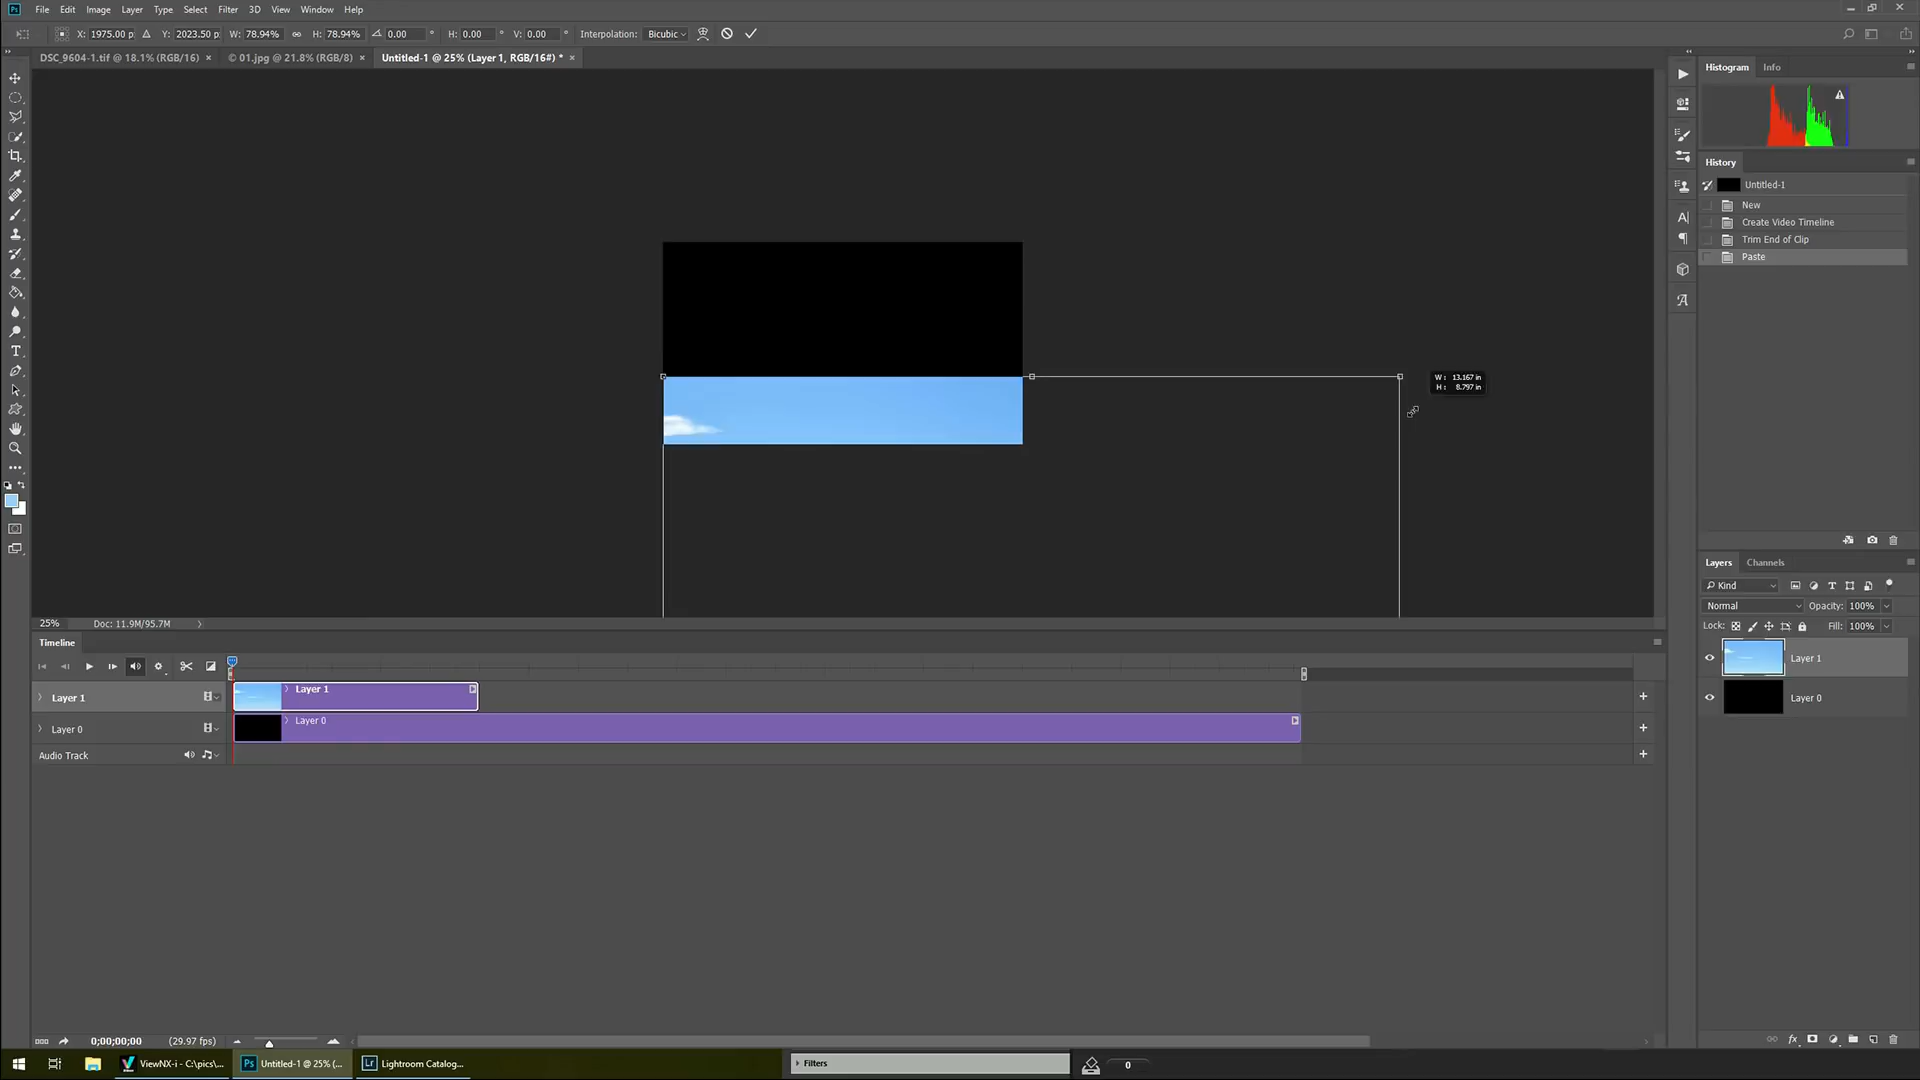 File Edit Image Layer Type Select Filter 3D View Window Help
X: 1975.00 p Y: 2023.50 p W: 78.94% H: 78.94% 0.00 ° H: 0.00 ° V: 0.00 ° Interpolation: Bicubic
DSC_9604-1.tif @ 18.1% (RGB/16) × © 01.jpg @ 21.8% (RGB/8) × Untitled-1 @ 25% (Layer 1, RGB/16#) * ×
Histogram Info
History
Untitled-1
New
Create Video Timeline
Trim End of Clip
Paste
W: 13.167 in
H: 8.797 in
Layers Channels
Kind
Normal Opacity: 100%
Lock: Fill: 100%
Layer 1
Layer 0
25% Doc: 11.9M/95.7M
Timeline
Layer 1 Layer 1
Layer 0 Layer 0
Audio Track
0;00;00;00 (29.97 fps)
ViewNX-i - C:\pics\... Untitled-1 @ 25% (... Lightroom Catalog... Filters 0